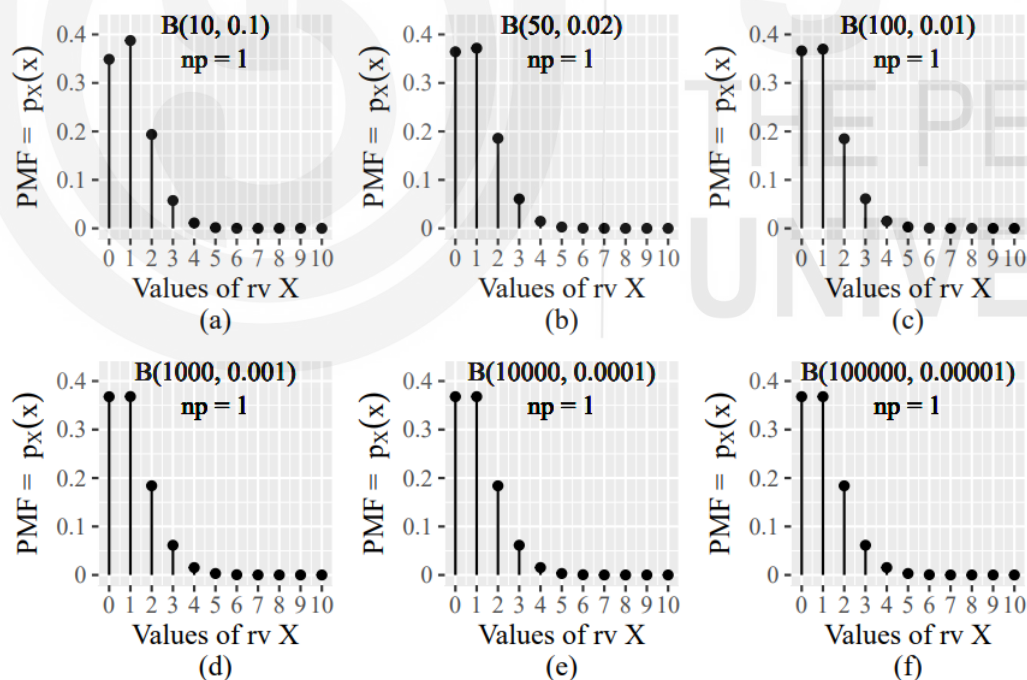 B(10, 0.1)
np = 1
PMF = pX(x)
0.4
0.3
0.2
0.1
0
0 1 2 3 4 5 6 7 8 9 10
Values of rv X
(a)
B(50, 0.02)
np = 1
PMF = pX(x)
0.4
0.3
0.2
0.1
0
0 1 2 3 4 5 6 7 8 9 10
Values of rv X
(b)
B(100, 0.01)
np = 1
PMF = pX(x)
0.4
0.3
0.2
0.1
0
0 1 2 3 4 5 6 7 8 9 10
Values of rv X
(c)
THE PE
UNIVE
B(1000, 0.001)
np = 1
PMF = pX(x)
0.4
0.3
0.2
0.1
0
0 1 2 3 4 5 6 7 8 9 10
Values of rv X
(d)
B(10000, 0.0001)
np = 1
PMF = pX(x)
0.4
0.3
0.2
0.1
0
0 1 2 3 4 5 6 7 8 9 10
Values of rv X
(e)
B(100000, 0.00001)
np = 1
PMF = pX(x)
0.4
0.3
0.2
0.1
0
0 1 2 3 4 5 6 7 8 9 10
Values of rv X
(f)